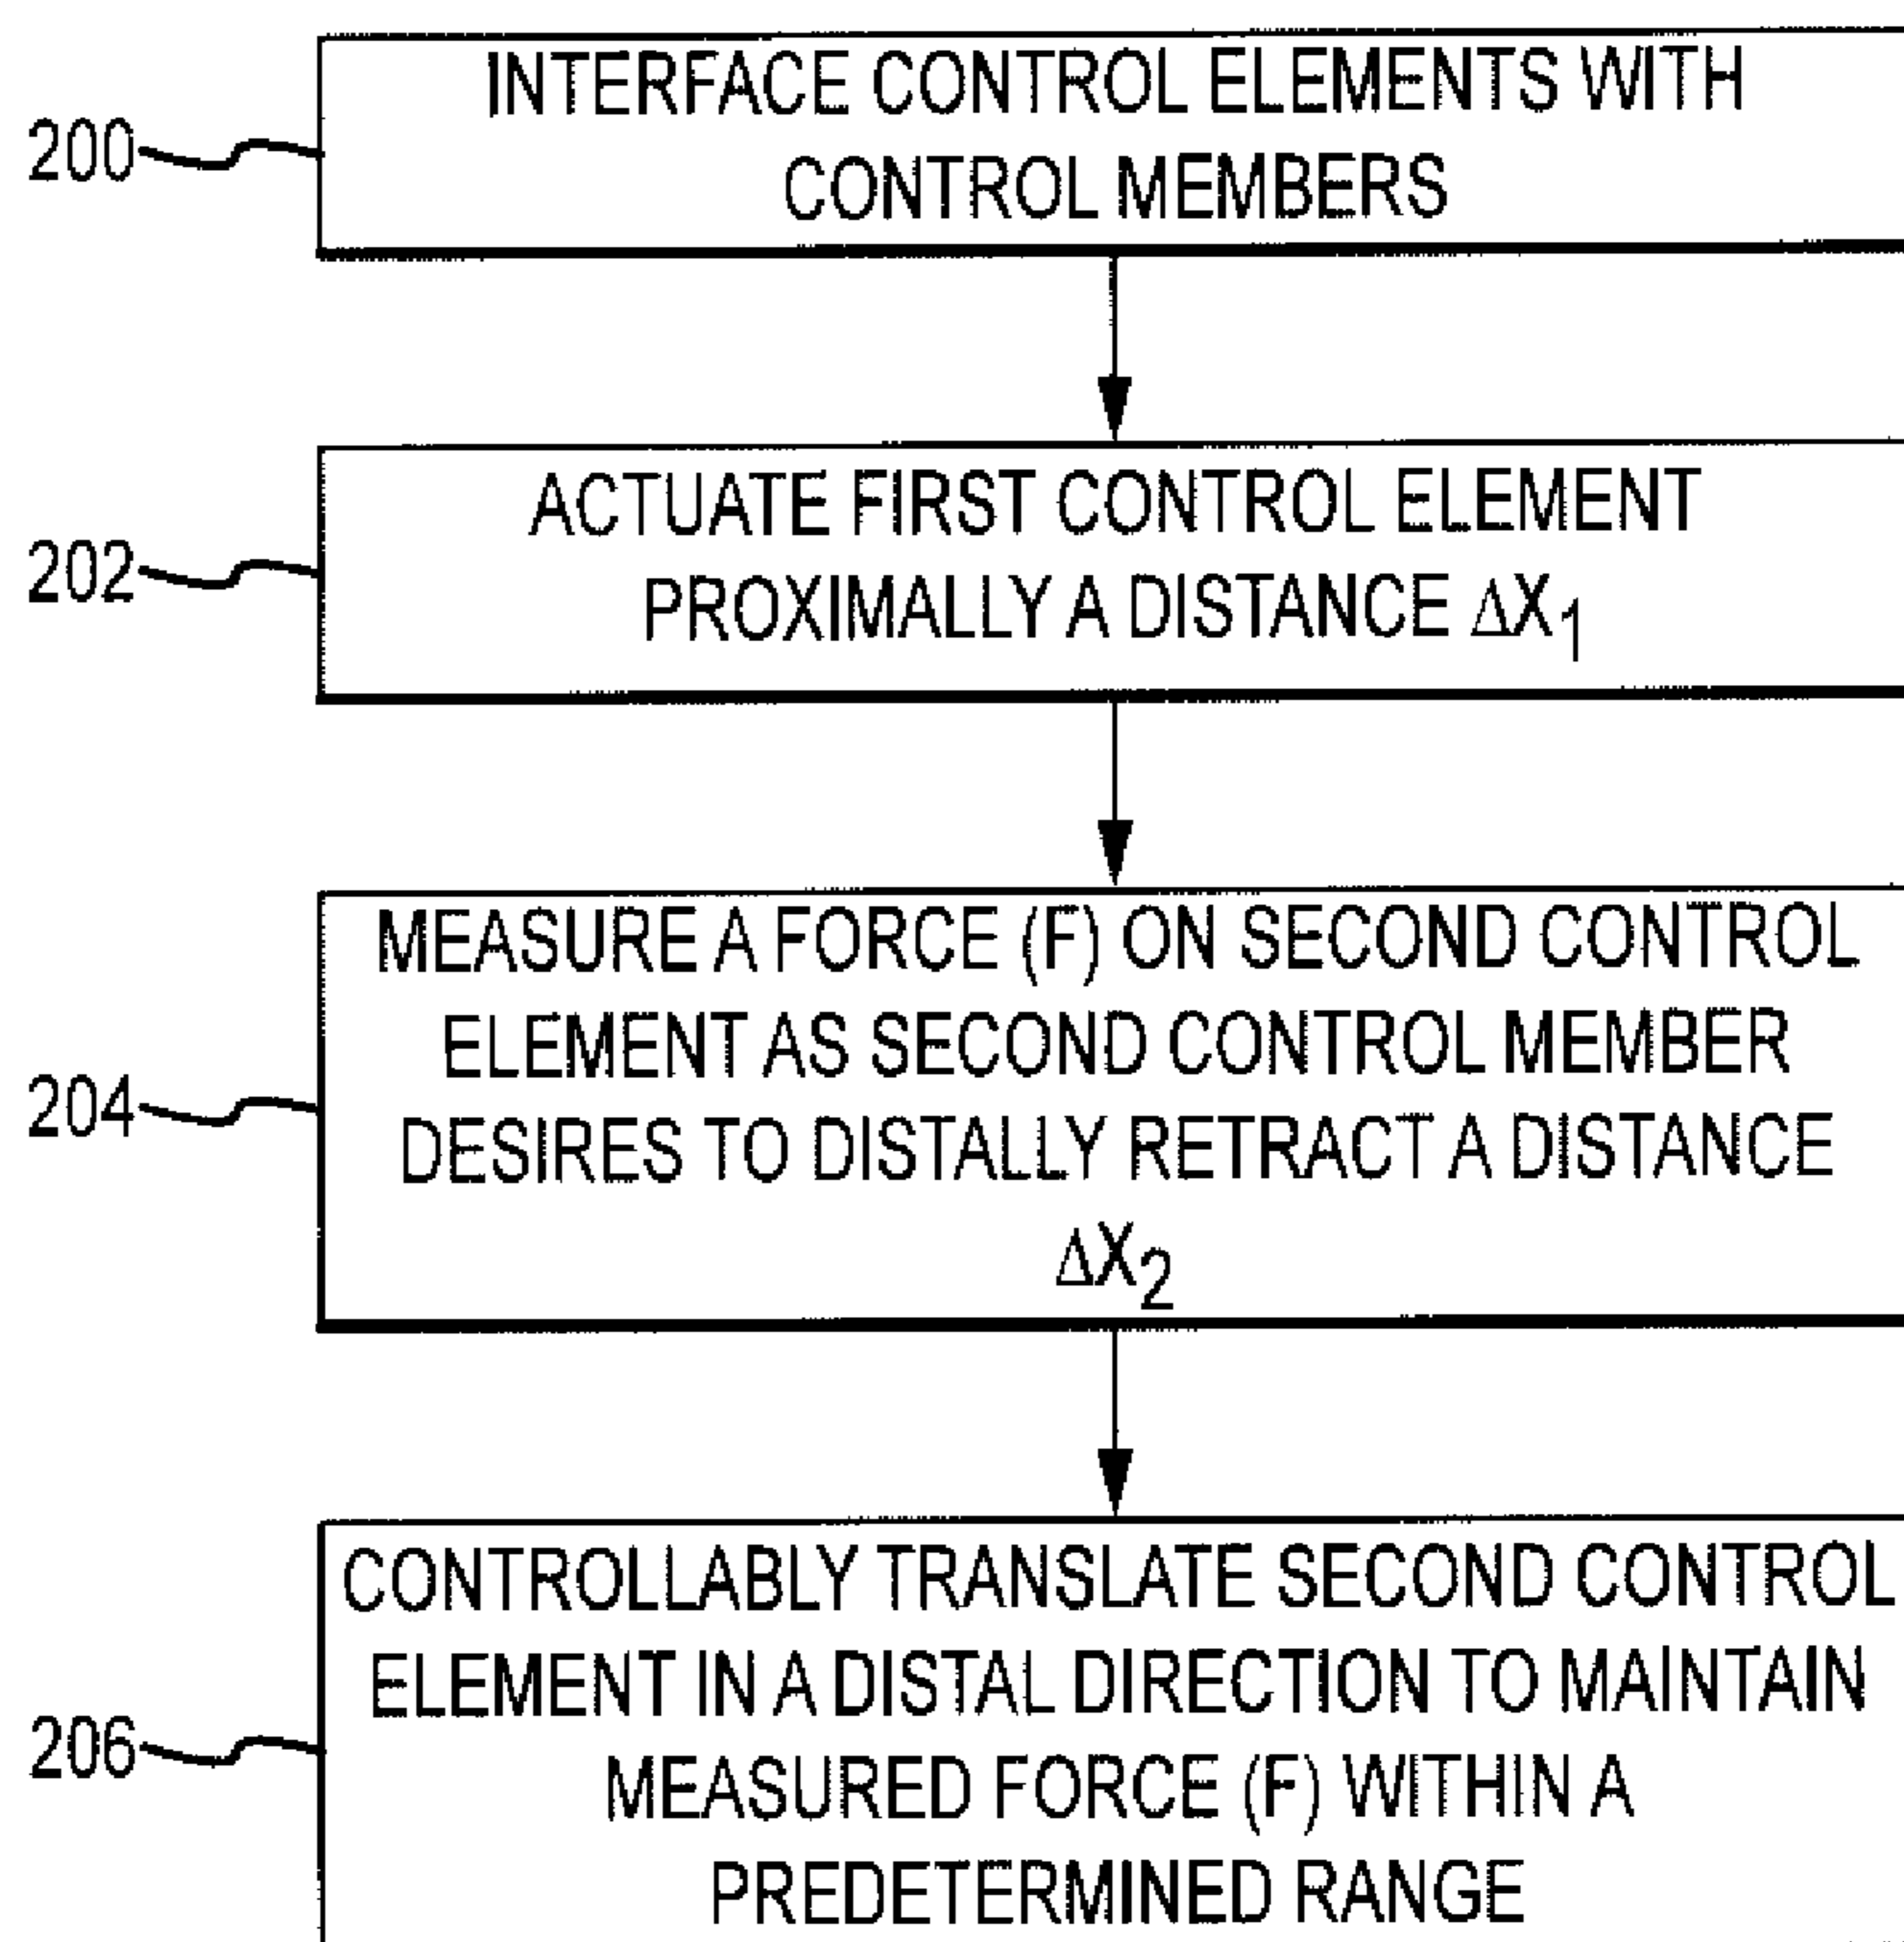 INTERFACE CONTROL ELEMENTS WITH
CONTROL MEMBERS
200
ACTUATE FIRST CONTROL ELEMENT
PROXIMALLY A DISTANCE ΔX₁
202
MEASURE A FORCE (F) ON SECOND CONTROL
ELEMENT AS SECOND CONTROL MEMBER
DESIRES TO DISTALLY RETRACT A DISTANCE
ΔX₂
204
CONTROLLABLY TRANSLATE SECOND CONTROL
ELEMENT IN A DISTAL DIRECTION TO MAINTAIN
MEASURED FORCE (F) WITHIN A
PREDETERMINED RANGE
206